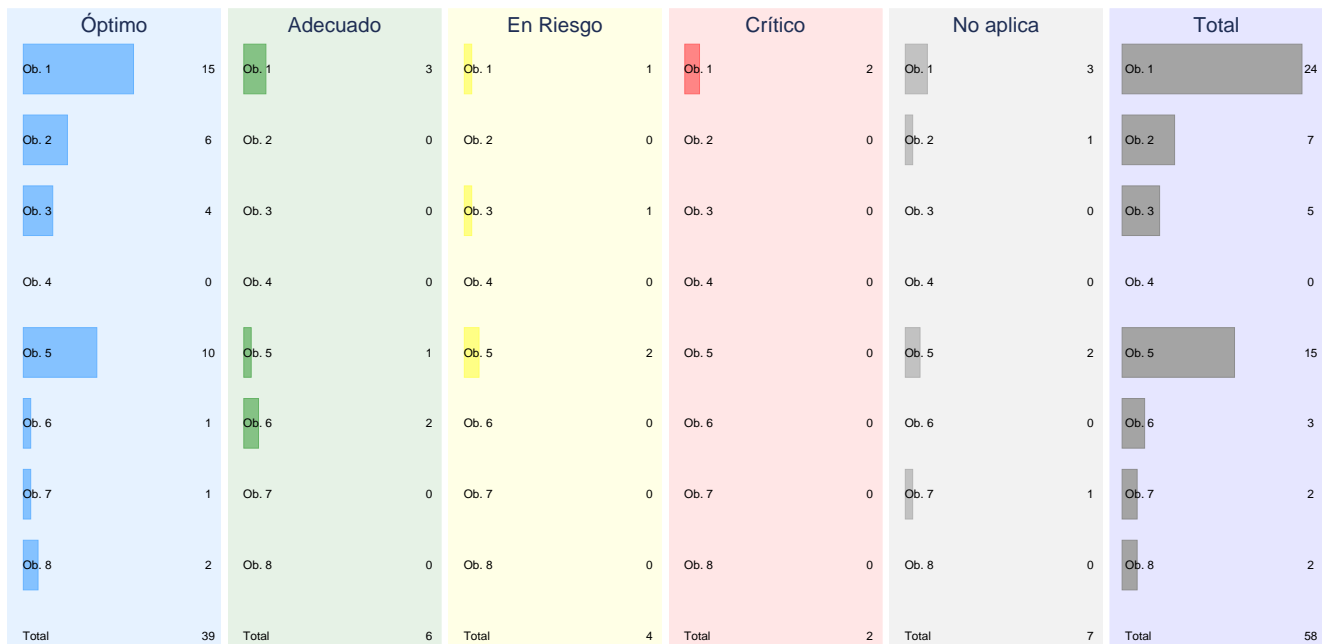 Óptimo Adecuado En Riesgo Crítico No aplica Total
Ob. 1 15 Ob. 1 3 Ob. 1 1 Ob. 1 2 Ob. 1 3 Ob. 1 24
Ob. 2 6 Ob. 2 0 Ob. 2 0 Ob. 2 0 Ob. 2 1 Ob. 2 7
Ob. 3 4 Ob. 3 0 Ob. 3 1 Ob. 3 0 Ob. 3 0 Ob. 3 5
Ob. 4 0 Ob. 4 0 Ob. 4 0 Ob. 4 0 Ob. 4 0 Ob. 4 0
Ob. 5 10 Ob. 5 1 Ob. 5 2 Ob. 5 0 Ob. 5 2 Ob. 5 15
Ob. 6 1 Ob. 6 2 Ob. 6 0 Ob. 6 0 Ob. 6 0 Ob. 6 3
Ob. 7 1 Ob. 7 0 Ob. 7 0 Ob. 7 0 Ob. 7 1 Ob. 7 2
Ob. 8 2 Ob. 8 0 Ob. 8 0 Ob. 8 0 Ob. 8 0 Ob. 8 2
Total 39 Total 6 Total 4 Total 2 Total 7 Total 58